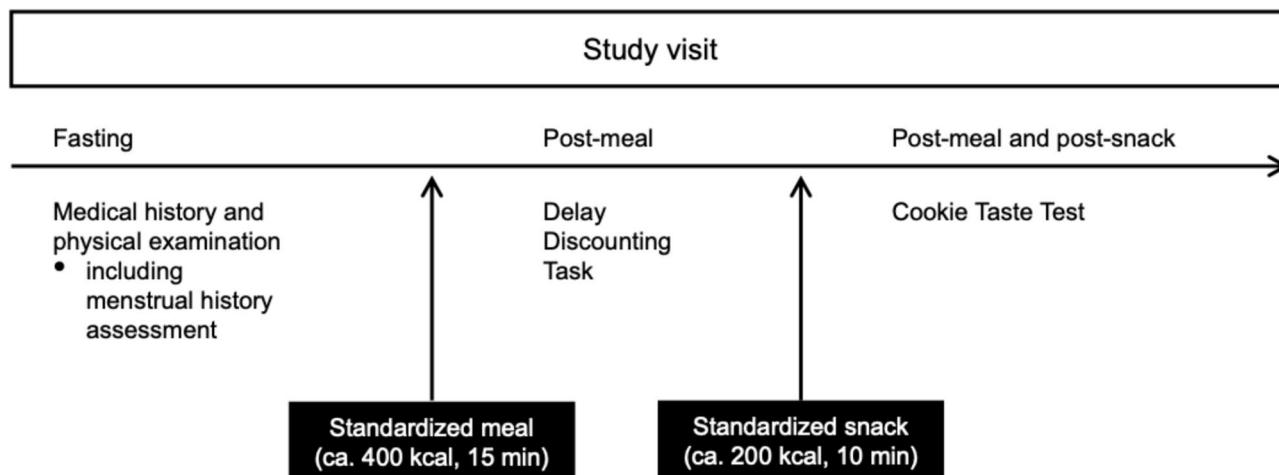 Study visit
Fasting
Post-meal
Post-meal and post-snack
Medical history and
physical examination
• including
menstrual history
assessment
Delay
Discounting
Task
Cookie Taste Test
Standardized meal
(ca. 400 kcal, 15 min)
Standardized snack
(ca. 200 kcal, 10 min)